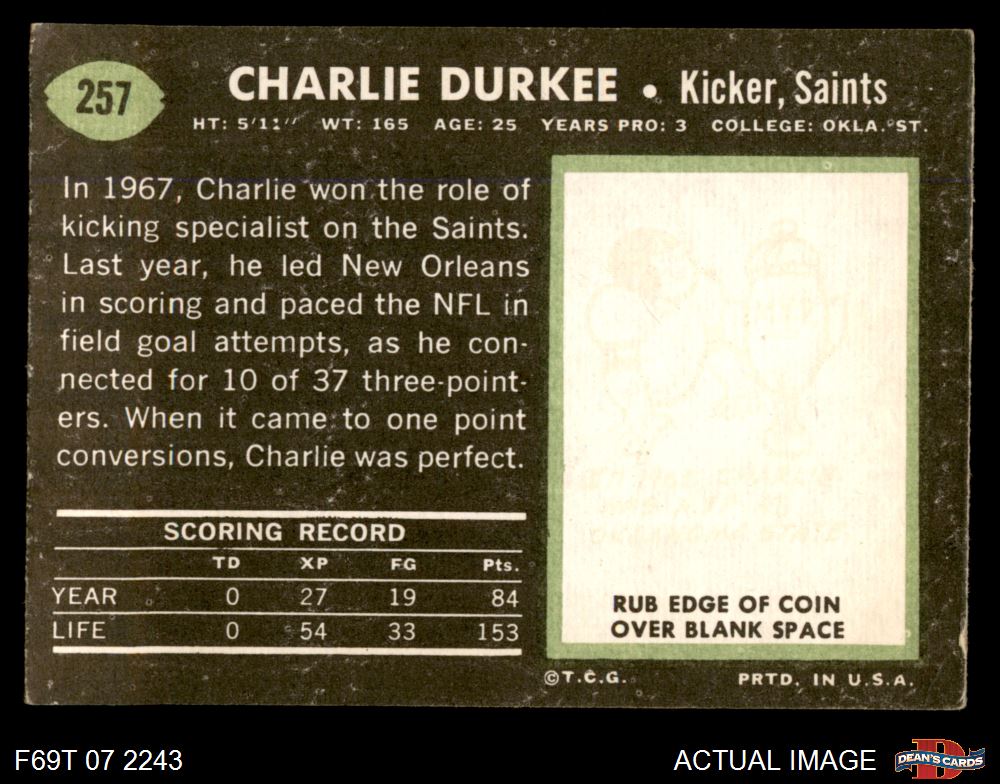 257
CHARLIE DURKEE • Kicker, Saints
HT: 5'11" WT: 165 AGE: 25 YEARS PRO: 3 COLLEGE: OKLA. ST.
In 1967, Charlie won the role of
kicking specialist on the Saints.
Last year, he led New Orleans
in scoring and paced the NFL in
field goal attempts, as he con-
nected for 10 of 37 three-point-
ers. When it came to one point
conversions, Charlie was perfect.
SCORING RECORD
TD XP FG Pts.
YEAR 0 27 19 84
LIFE 0 54 33 153
RUB EDGE OF COIN
OVER BLANK SPACE
©T.C.G. PRTD. IN U.S.A.
F69T 07 2243
ACTUAL IMAGE
D
DEAN'S CARDS